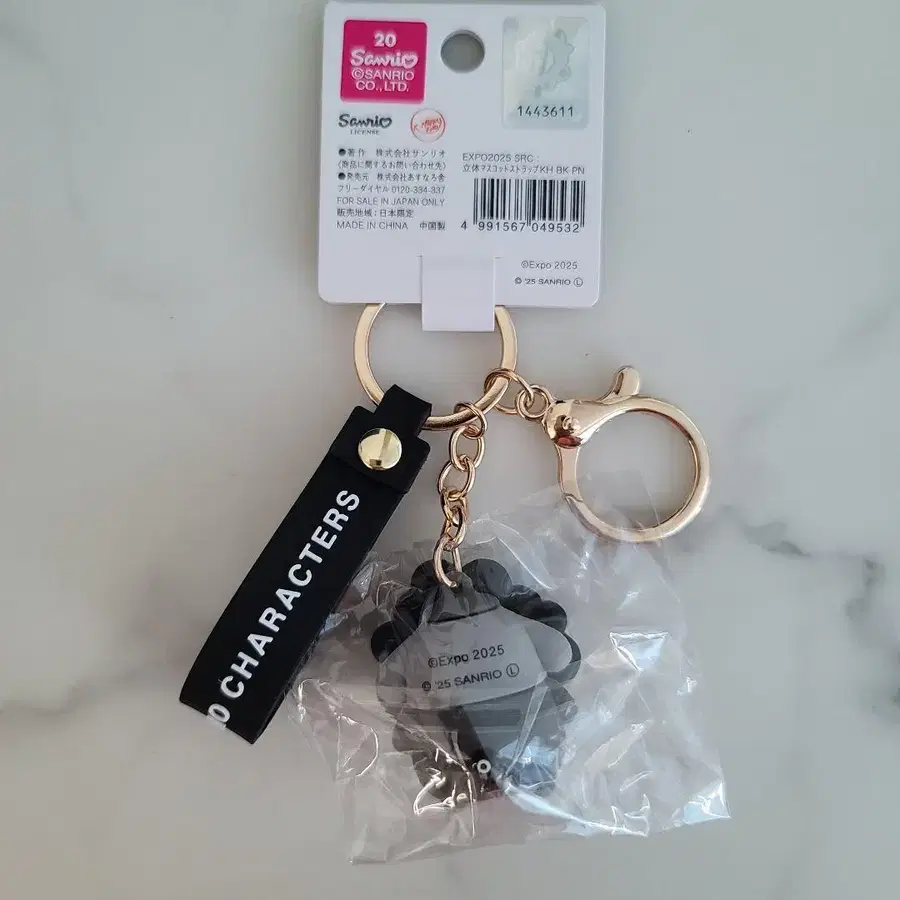 20
Sanrio
©SANRIO
CO.,LTD.
1443611
Sanrio
LICENSE
●著作 株式会社サンリオ
〈商品に関するお問い合わせ先〉
●発売元 株式会社あすなろ舎
フリーダイヤル 0120-334-337
FOR SALE IN JAPAN ONLY
販売地域:日本限定
MADE IN CHINA 中国製
EXPO2025 SRC:
立体マスコットストラップKH BK-PN
4 991567 049532
©Expo 2025
© '25 SANRIO Ⓛ
CHARACTERS
©Expo 2025
© '25 SANRIO Ⓛ